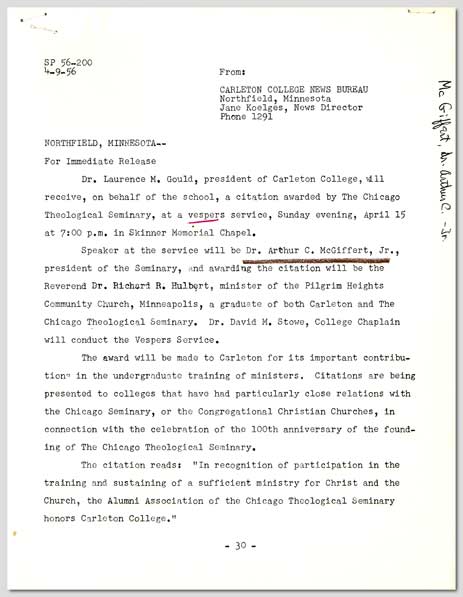 SP 56-200
4-9-56
From:
CARLETON COLLEGE NEWS BUREAU
Northfield, Minnesota
Jane Koelges, News Director
Phone 1291
Mc Giffert, Dr. Arthur C. - Jr.
NORTHFIELD, MINNESOTA--
For Immediate Release
Dr. Laurence M. Gould, president of Carleton College, will
receive, on behalf of the school, a citation awarded by The Chicago
Theological Seminary, at a vespers service, Sunday evening, April 15
at 7:00 p.m. in Skinner Memorial Chapel.
Speaker at the service will be Dr. Arthur C. McGiffert, Jr.,
president of the Seminary, and awarding the citation will be the
Reverend Dr. Richard R. Hulbert, minister of the Pilgrim Heights
Community Church, Minneapolis, a graduate of both Carleton and The
Chicago Theological Seminary. Dr. David M. Stowe, College Chaplain
will conduct the Vespers Service.
The award will be made to Carleton for its important contribu-
tions in the undergraduate training of ministers. Citations are being
presented to colleges that have had particularly close relations with
the Chicago Seminary, or the Congregational Christian Churches, in
connection with the celebration of the 100th anniversary of the found-
ing of The Chicago Theological Seminary.
The citation reads: "In recognition of participation in the
training and sustaining of a sufficient ministry for Christ and the
Church, the Alumni Association of the Chicago Theological Seminary
honors Carleton College."
- 30 -